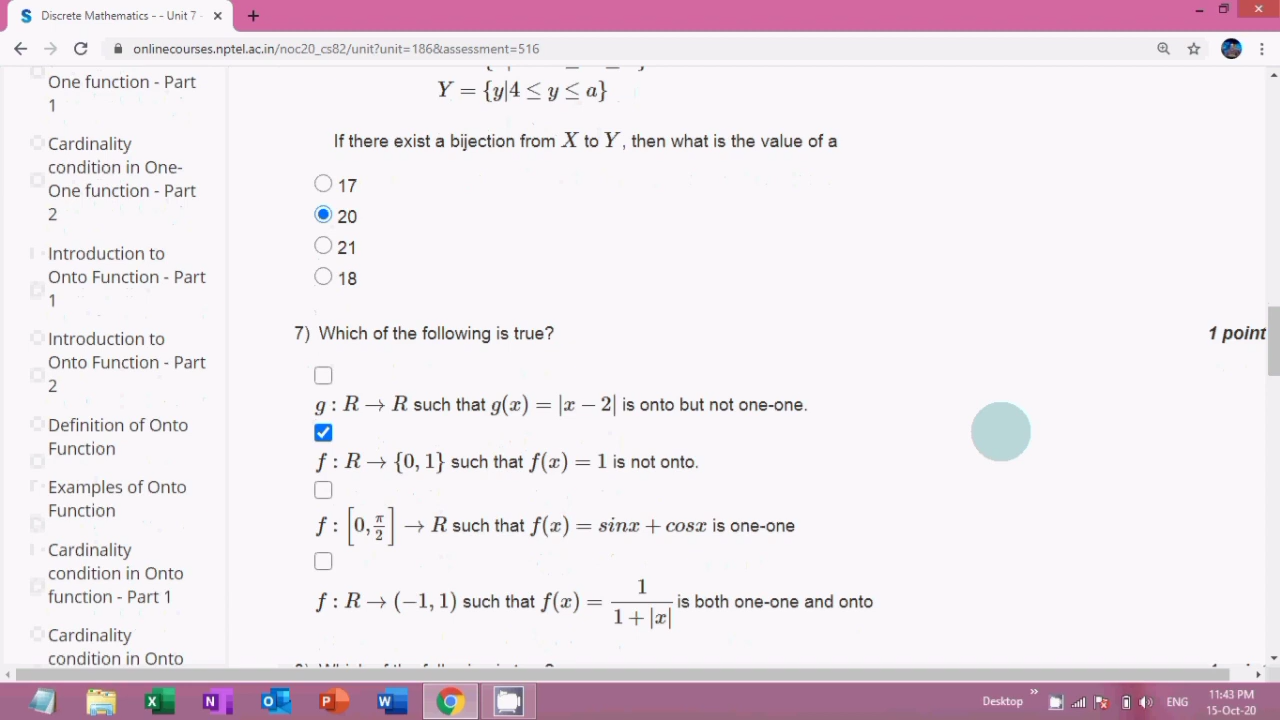 Discrete Mathematics - - Unit 7 -
onlinecourses.nptel.ac.in/noc20_cs82/unit?unit=186&assessment=516
One function - Part
1
Cardinality
condition in One-
One function - Part
2
Introduction to
Onto Function - Part
1
Introduction to
Onto Function - Part
2
Definition of Onto
Function
Examples of Onto
Function
Cardinality
condition in Onto
function - Part 1
Cardinality
condition in Onto
Y = {y|4 ≤ y ≤ a}
If there exist a bijection from X to Y, then what is the value of a
17
20
21
18
7) Which of the following is true?
1 point
g : R → R such that g(x) = |x − 2| is onto but not one-one.
f : R → {0, 1} such that f(x) = 1 is not onto.
f : [0, π/2] → R such that f(x) = sinx + cosx is one-one
f : R → (−1, 1) such that f(x) = 1/(1 + |x|) is both one-one and onto
Desktop
ENG
11:43 PM
15-Oct-20